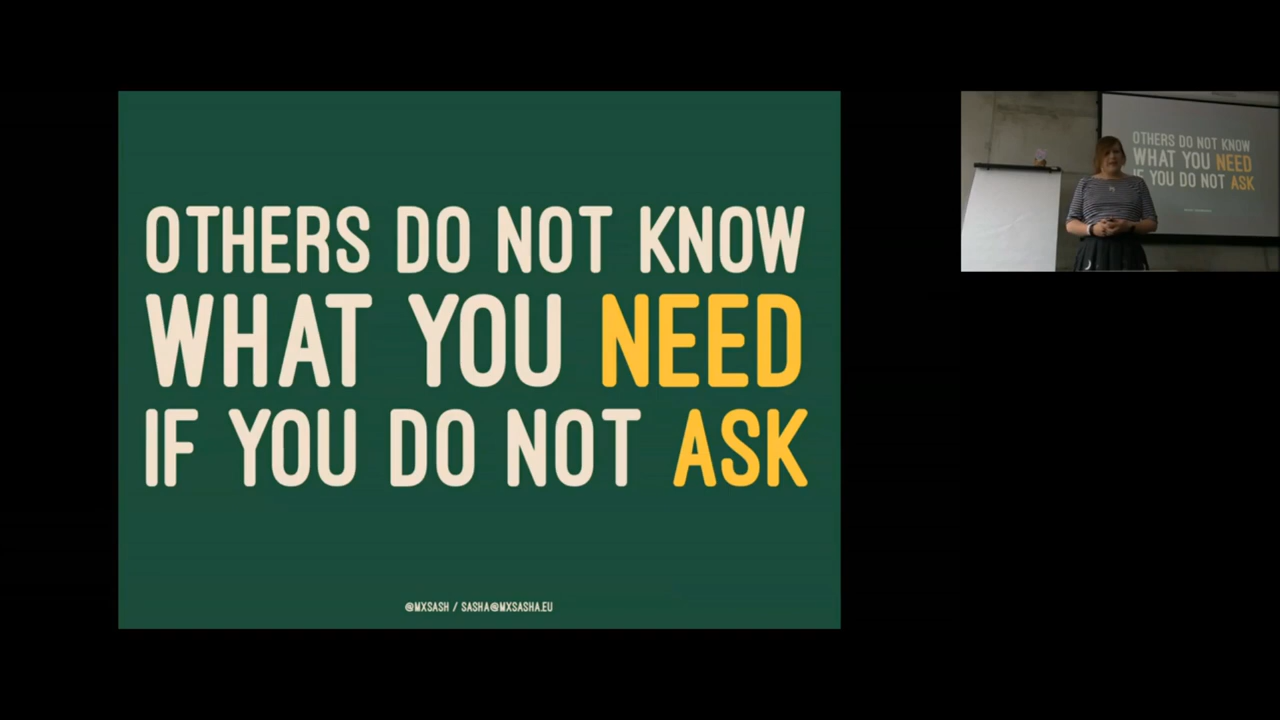 OTHERS DO NOT KNOW
WHAT YOU NEED
IF YOU DO NOT ASK
@MXSASH / SASHA@MXSASHA.EU
OTHERS DO NOT KNOW
WHAT YOU NEED
IF YOU DO NOT ASK